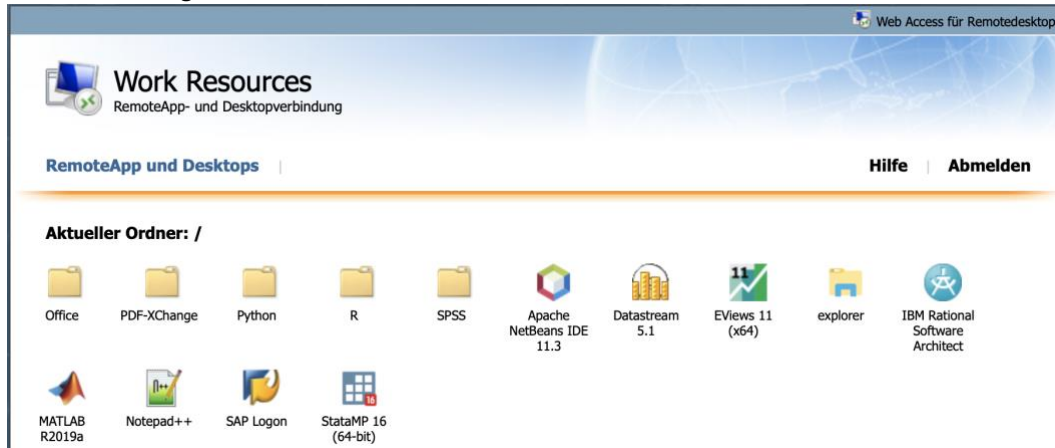 Web Access für Remotedesktop
Work Resources
RemoteApp- und Desktopverbindung
RemoteApp und Desktops
Hilfe Abmelden
Aktueller Ordner: /
Office
PDF-XChange
Python
R
SPSS
Apache
NetBeans IDE
11.3
Datastream
5.1
11
EViews 11
(x64)
explorer
IBM Rational
Software
Architect
MATLAB
R2019a
n++
Notepad++
SAP Logon
16
StataMP 16
(64-bit)